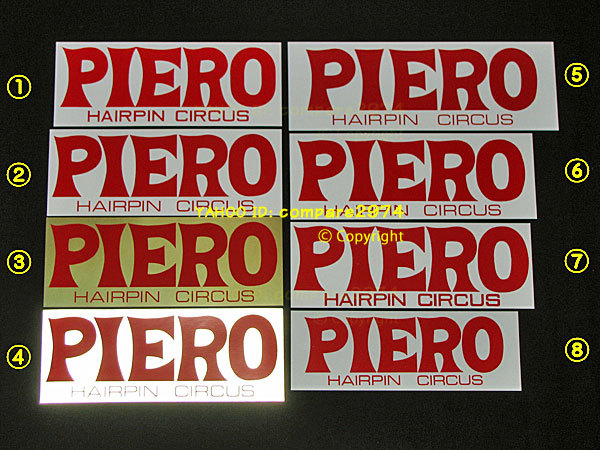 ① PIERO
HAIRPIN CIRCUS
② PIERO
HAIRPIN CIRCUS
③ PIERO
HAIRPIN CIRCUS
④ PIERO
HAIRPIN CIRCUS
PIERO ⑤
HAIRPIN CIRCUS
PIERO ⑥
HAIRPIN CIRCUS
PIERO ⑦
HAIRPIN CIRCUS
PIERO ⑧
HAIRPIN CIRCUS
YAHOO ID: compare2974
© Copyright